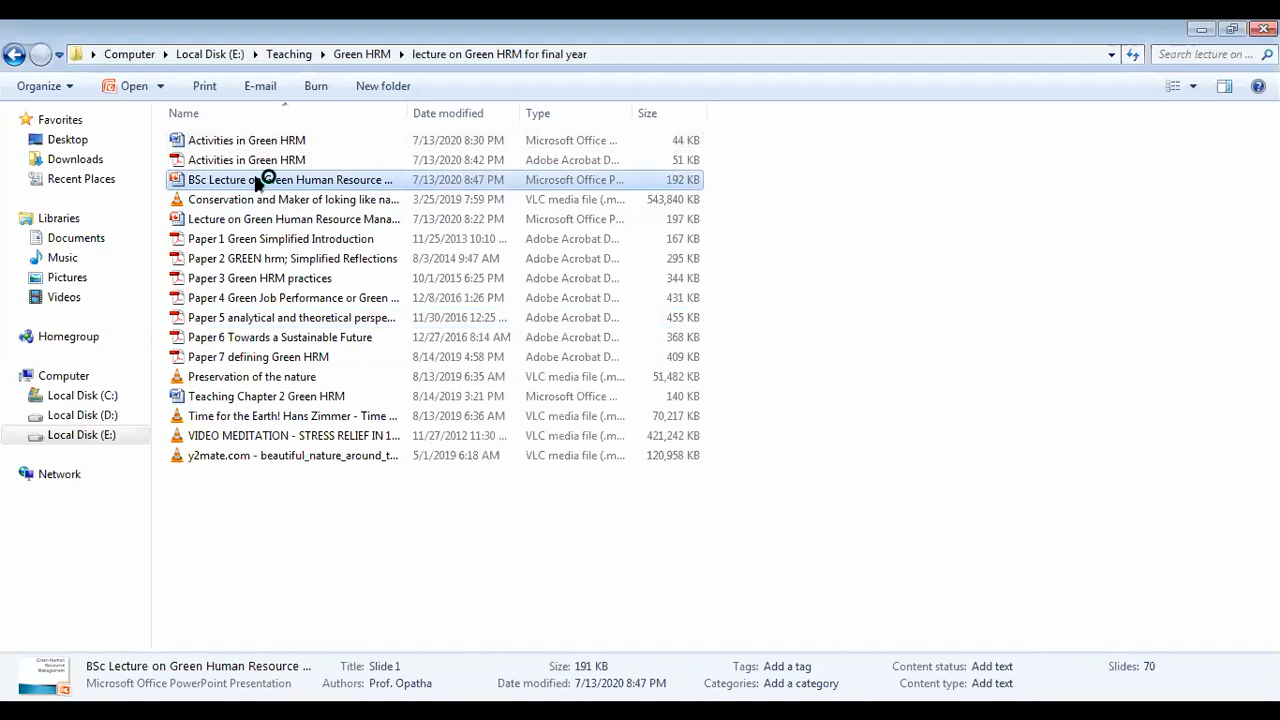 Computer Local Disk (E:) Teaching Green HRM lecture on Green HRM for final year Search lecture on ...
Organize Open Print E-mail Burn New folder
Name Date modified Type Size
Favorites
Desktop
Downloads
Recent Places
Libraries
Documents
Music
Pictures
Videos
Homegroup
Computer
Local Disk (C:)
Local Disk (D:)
Local Disk (E:)
Network
Activities in Green HRM 7/13/2020 8:30 PM Microsoft Office ... 44 KB
Activities in Green HRM 7/13/2020 8:42 PM Adobe Acrobat D... 51 KB
BSc Lecture on Green Human Resource ... 7/13/2020 8:47 PM Microsoft Office P... 192 KB
Conservation and Maker of loking like na... 3/25/2019 7:59 PM VLC media file (.m... 543,840 KB
Lecture on Green Human Resource Mana... 7/13/2020 8:22 PM Microsoft Office P... 197 KB
Paper 1 Green Simplified Introduction 11/25/2013 10:10 ... Adobe Acrobat D... 167 KB
Paper 2 GREEN hrm; Simplified Reflections 8/3/2014 9:47 AM Adobe Acrobat D... 295 KB
Paper 3 Green HRM practices 10/1/2015 6:25 PM Adobe Acrobat D... 344 KB
Paper 4 Green Job Performance or Green ... 12/8/2016 1:26 PM Adobe Acrobat D... 431 KB
Paper 5 analytical and theoretical perspe... 11/30/2016 12:25 ... Adobe Acrobat D... 455 KB
Paper 6 Towards a Sustainable Future 12/27/2016 8:14 AM Adobe Acrobat D... 368 KB
Paper 7 defining Green HRM 8/14/2019 4:58 PM Adobe Acrobat D... 409 KB
Preservation of the nature 8/13/2019 6:35 AM VLC media file (.m... 51,482 KB
Teaching Chapter 2 Green HRM 8/14/2019 3:21 PM Microsoft Office ... 140 KB
Time for the Earth! Hans Zimmer - Time ... 8/13/2019 6:36 AM VLC media file (.m... 70,217 KB
VIDEO MEDITATION - STRESS RELIEF IN 1... 11/27/2012 11:30 ... VLC media file (.m... 421,242 KB
y2mate.com - beautiful_nature_around_t... 5/1/2019 6:18 AM VLC media file (.m... 120,958 KB
Green Human
Resource
Management
BSc Lecture on Green Human Resource ... Title: Slide 1 Size: 191 KB Tags: Add a tag Content status: Add text Slides: 70
Microsoft Office PowerPoint Presentation Authors: Prof. Opatha Date modified: 7/13/2020 8:47 PM Categories: Add a category Content type: Add text